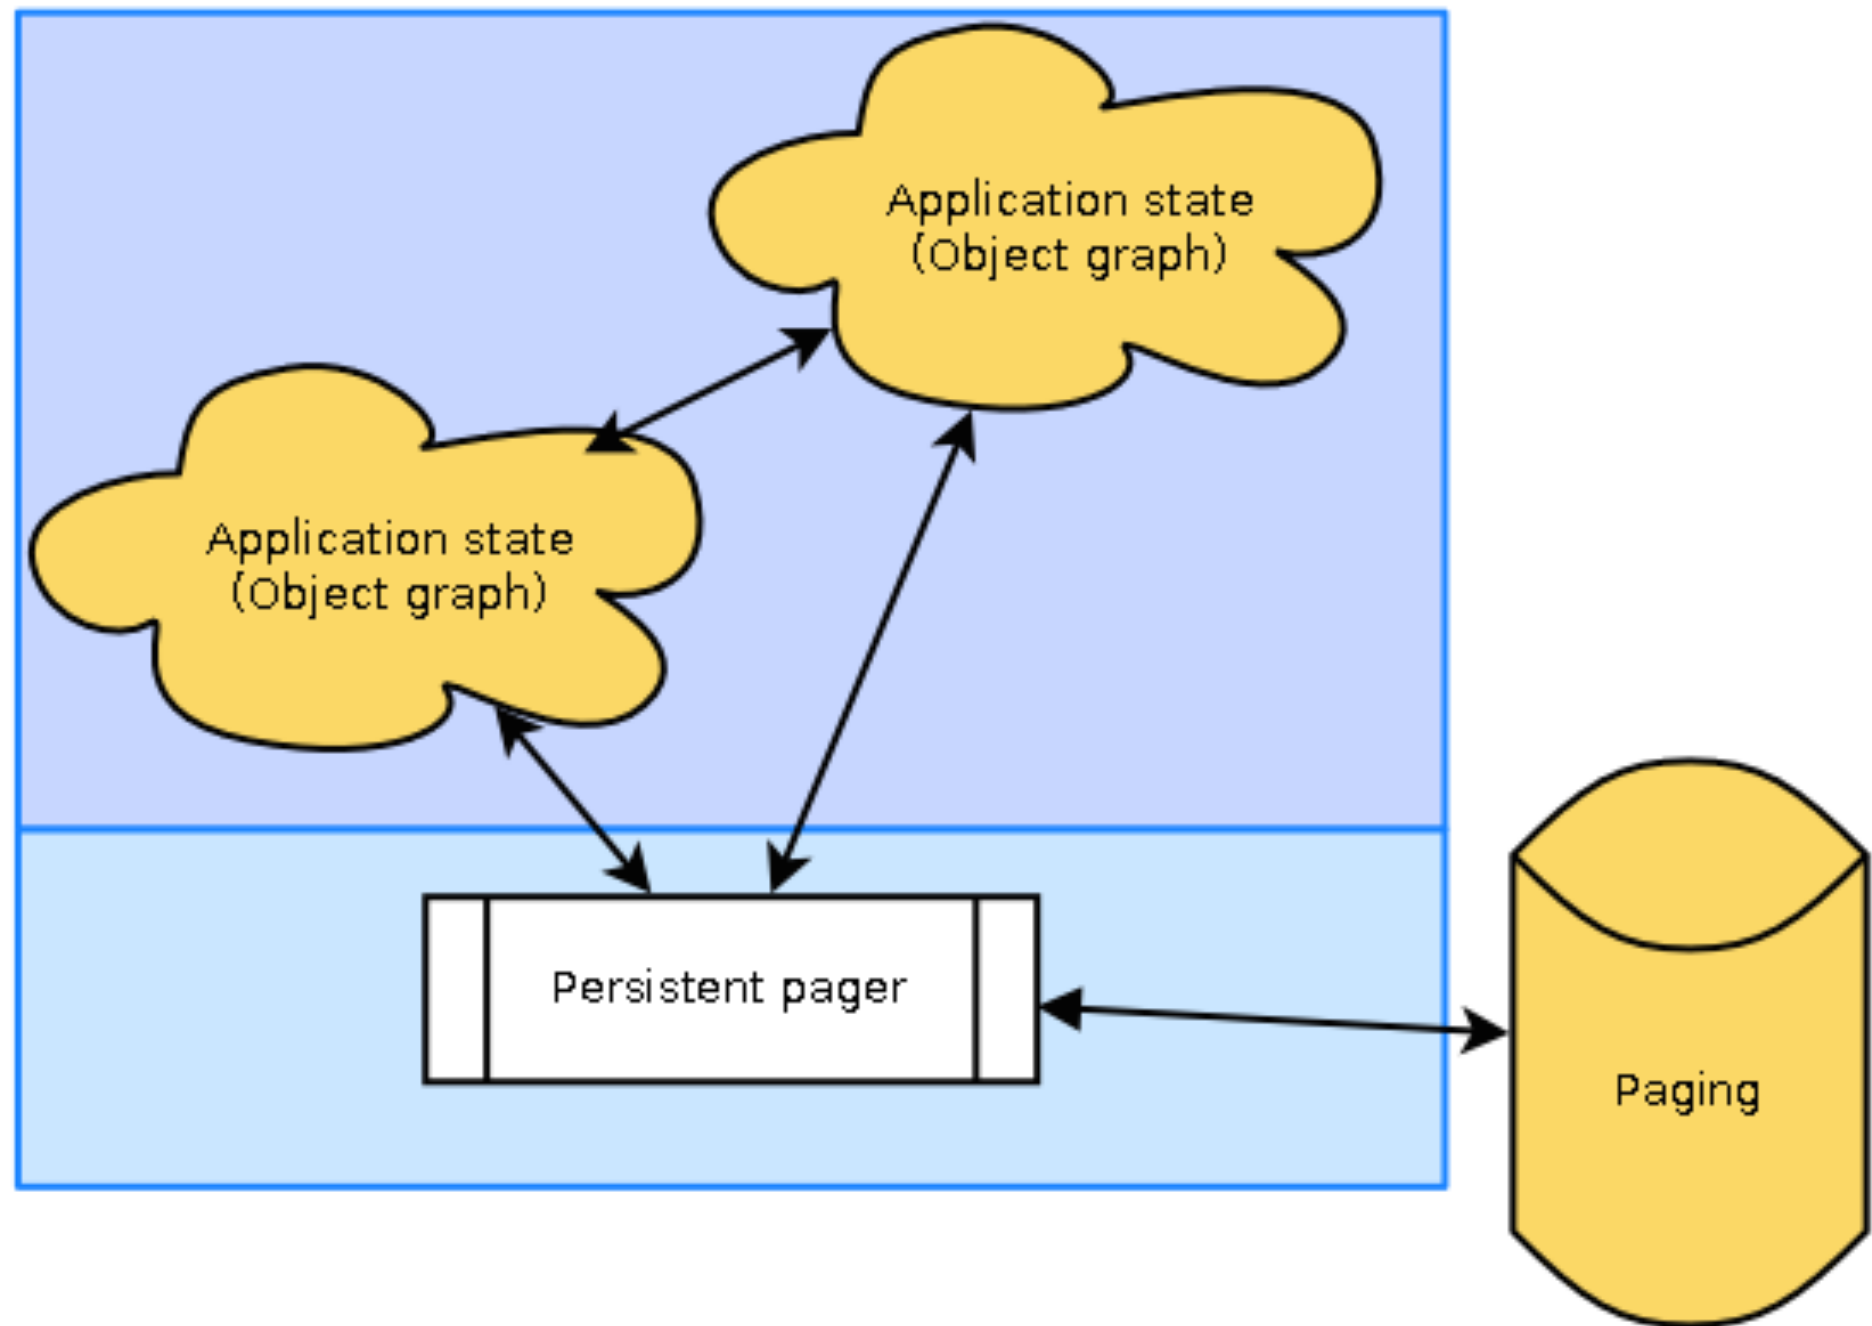 Application state
(Object graph)
Application state
(Object graph)
Persistent pager
Paging